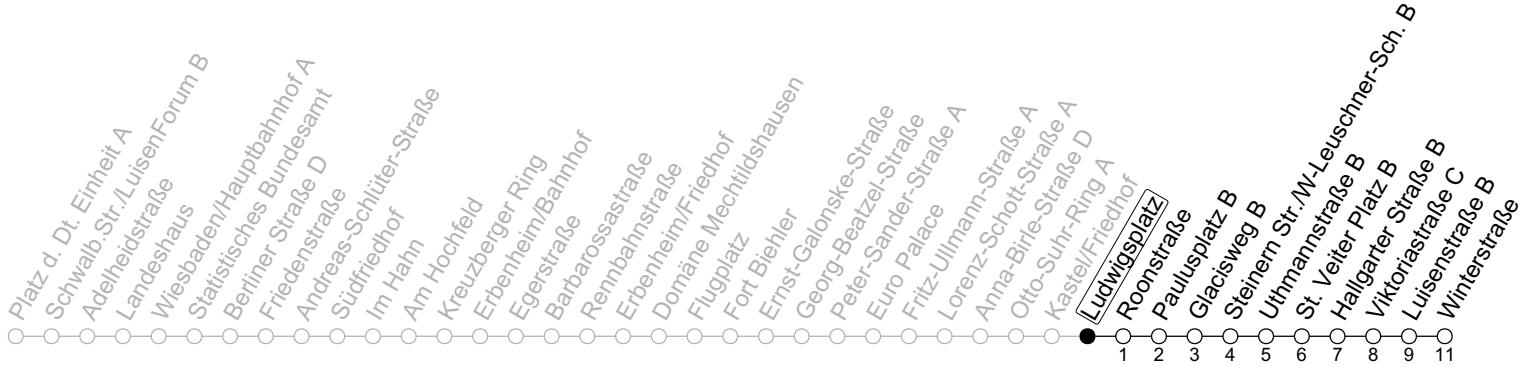 Platz d. Dt. Einheit A
Schwalb.Str./LuisenForum B
Adelheidstraße
Landeshaus
Wiesbaden/Hauptbahnhof A
Statistisches Bundesamt
Berliner Straße D
Friedenstraße
Andreas-Schlüter-Straße
Südfriedhof
Im Hahn
Am Hochfeld
Kreuzberger Ring
Erbenheim/Bahnhof
Egerstraße
Barbarossastraße
Rennbahnstraße
Erbenheim/Friedhof
Domäne Mechtildshausen
Flugplatz
Fort Biehler
Ernst-Galonske-Straße
Georg-Beatzel-Straße
Peter-Sander-Straße A
Euro Palace
Fritz-Ullmann-Straße A
Lorenz-Schott-Straße A
Anna-Birle-Straße D
Otto-Suhr-Ring A
Kastel/Friedhof
Ludwigsplatz
Roonstraße
Paulusplatz B
Glacisweg B
Steinern Str./W-Leuschner-Sch. B
Uthmannstraße B
St. Veiter Platz B
Hallgarter Straße B
Viktoriastraße C
Luisenstraße B
Winterstraße
1 2 3 4 5 6 7 8 9 11